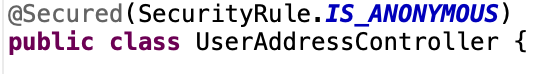 @Secured(SecurityRule.IS_ANONYMOUS)
public class UserAddressController {